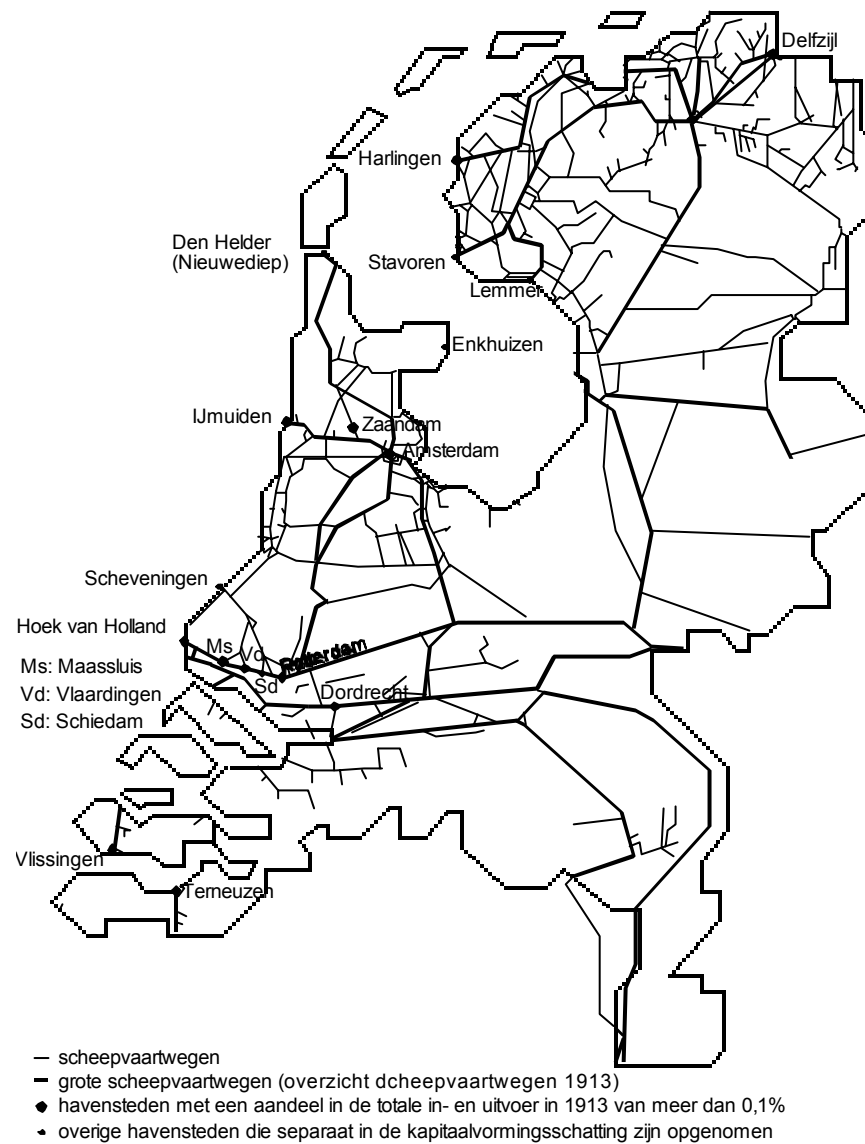 Delfzijl
Harlingen
Den Helder
(Nieuwediep)
Stavoren
Lemmer
Enkhuizen
IJmuiden
Zaandam
Amsterdam
Scheveningen
Hoek van Holland
Ms
Vd
Rotterdam
Sd
Ms: Maassluis
Vd: Vlaardingen
Sd: Schiedam
Dordrecht
Vlissingen
Terneuzen
scheepvaartwegen
grote scheepvaartwegen (overzicht dcheepvaartwegen 1913)
havensteden met een aandeel in de totale in- en uitvoer in 1913 van meer dan 0,1%
overige havensteden die separaat in de kapitaalvormingsschatting zijn opgenomen